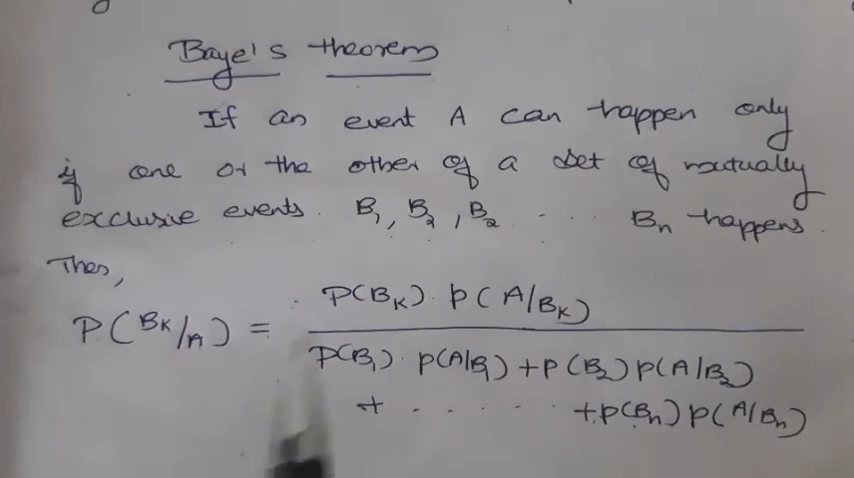 Baye's theorem
If an event A can happen only
if one or the other of a set of mutually
exclusive events. B₁, B₂, B₂ .... Bn happens.
Then,
P(Bₖ/A) = P(Bₖ). P(A/Bₖ)
P(B₁). P(A/B₁) + P(B₂) P(A/B₂)
+ ...... + P(Bn) P(A/Bn)